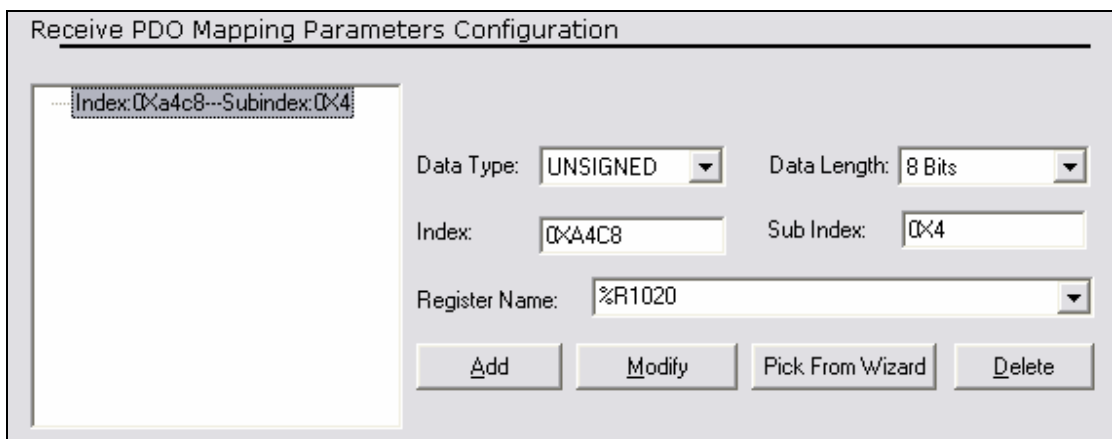 Receive PDO Mapping Parameters Configuration
Index:0Xa4c8---Subindex:0X4
Data Type: UNSIGNED Data Length: 8 Bits
Index: 0XA4C8 Sub Index: 0X4
Register Name: %R1020
Add Modify Pick From Wizard Delete